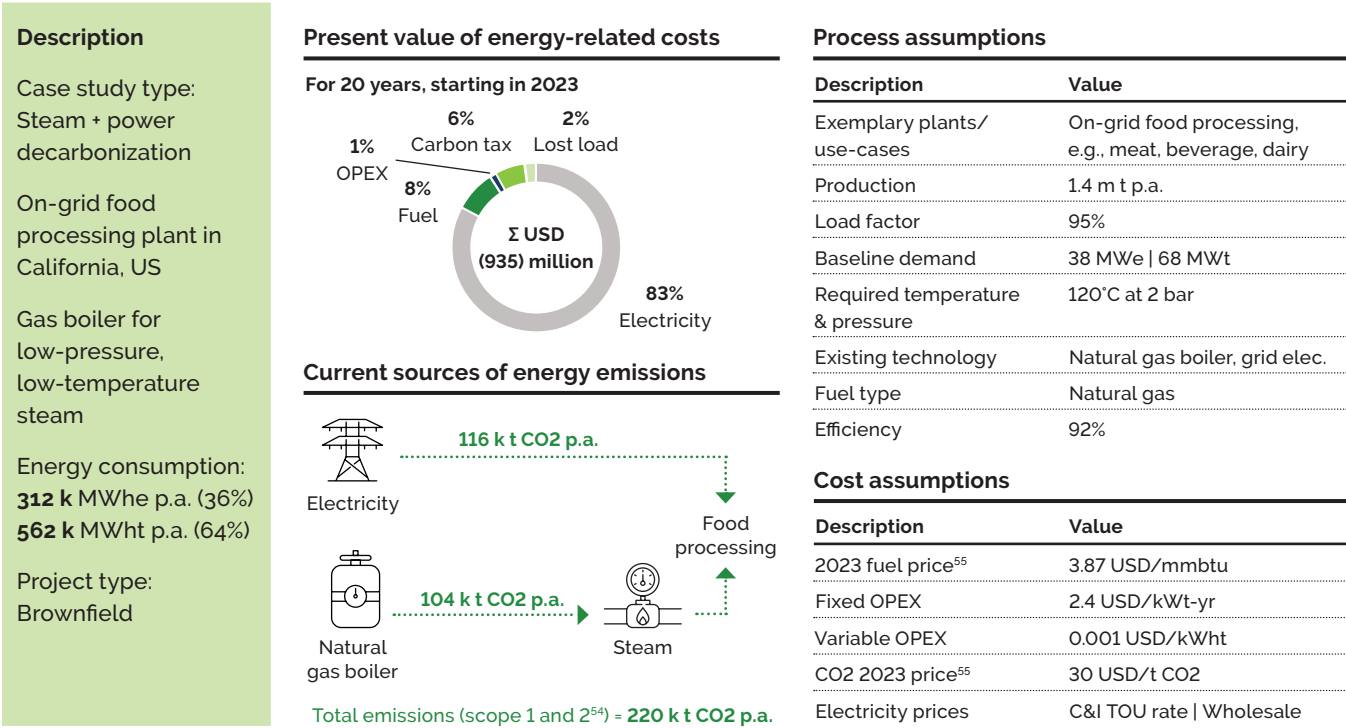 Description
Case study type:
Steam + power
decarbonization
On-grid food
processing plant in
California, US
Gas boiler for
low-pressure,
low-temperature
steam
Energy consumption:
312 k MWhe p.a. (36%)
562 k MWht p.a. (64%)
Project type:
Brownfield
Present value of energy-related costs
For 20 years, starting in 2023
6%
Carbon tax
2%
Lost load
1%
OPEX
8%
Fuel
Σ USD
(935) million
83%
Electricity
Current sources of energy emissions
116 k t CO2 p.a.
Electricity
Food
processing
104 k t CO2 p.a.
Natural
gas boiler
Steam
Total emissions (scope 1 and 2⁵⁴) = 220 k t CO2 p.a.
Process assumptions
Description Value
Exemplary plants/ On-grid food processing,
use-cases e.g., meat, beverage, dairy
Production 1.4 m t p.a.
Load factor 95%
Baseline demand 38 MWe | 68 MWt
Required temperature 120°C at 2 bar
& pressure
Existing technology Natural gas boiler, grid elec.
Fuel type Natural gas
Efficiency 92%
Cost assumptions
Description Value
2023 fuel price⁵⁵ 3.87 USD/mmbtu
Fixed OPEX 2.4 USD/kWt-yr
Variable OPEX 0.001 USD/kWht
CO2 2023 price⁵⁵ 30 USD/t CO2
Electricity prices C&I TOU rate | Wholesale